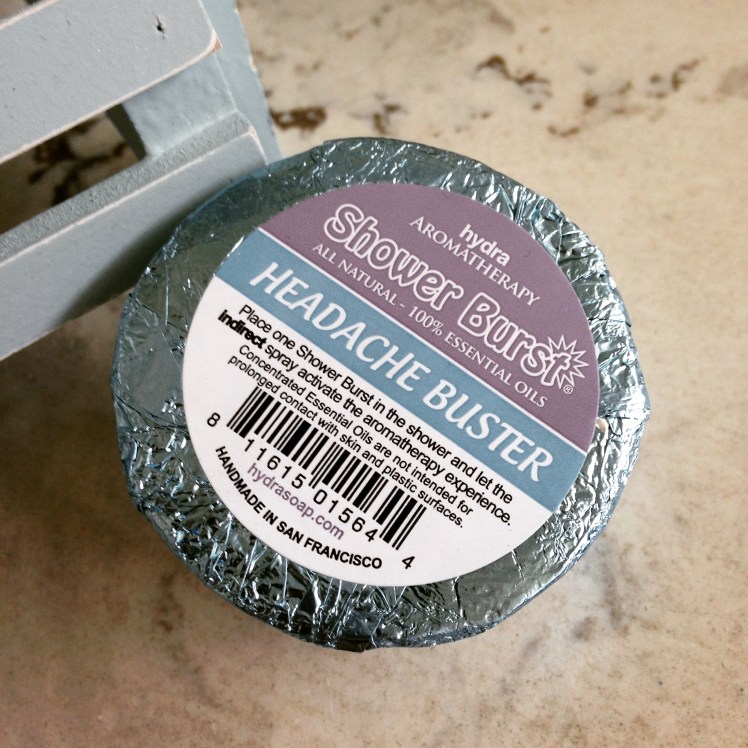 hydra
AROMATHERAPY
Shower Burst®
ALL NATURAL - 100% ESSENTIAL OILS
HEADACHE BUSTER
Place one Shower Burst in the shower and let the
indirect spray activate the aromatherapy experience.
Concentrated Essential Oils are not intended for
prolonged contact with skin and plastic surfaces.
8 11615 01564 4
hydrasoap.com
HANDMADE IN SAN FRANCISCO